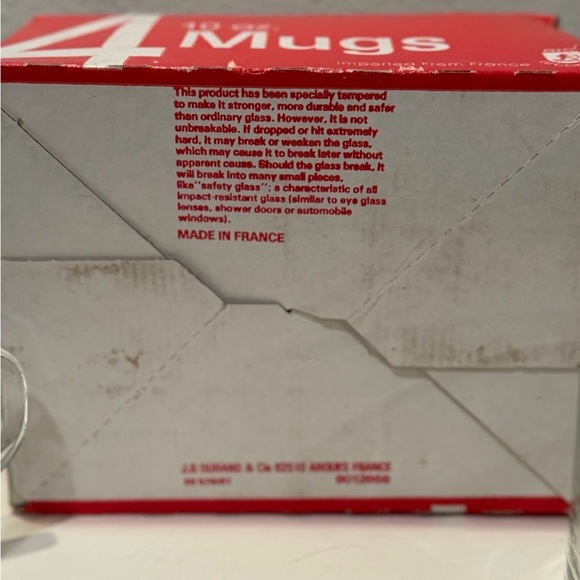 4 10 oz.
Mugs
Imported From France
This product has been specially tempered
to make it stronger, more durable and safer
than ordinary glass. However, it is not
unbreakable. If dropped or hit extremely
hard, it may break or weaken the glass,
which may cause it to break later without
apparent cause. Should the glass break, it
will break into many small pieces,
like "safety glass"; a characteristic of all
impact-resistant glass (similar to eye glass
lenses, shower doors or automobile
windows).
MADE IN FRANCE
J.G DURAND & Cie 62510 ARQUES FRANCE